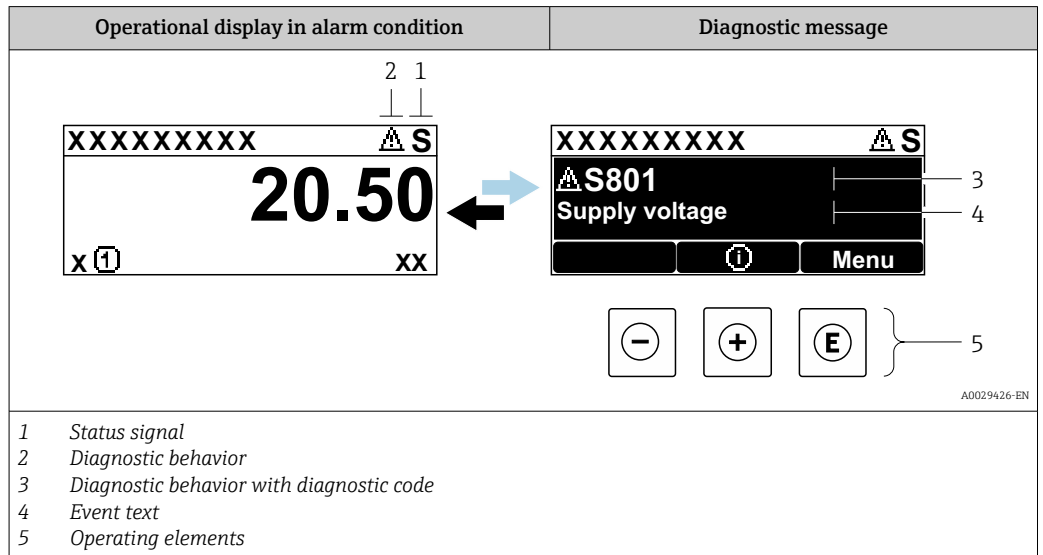 Operational display in alarm condition Diagnostic message
2 1
XXXXXXXXX S XXXXXXXXX S
20.50 S801 3
Supply voltage 4
X 1 XX i Menu
- + E 5
A0029426-EN
1 Status signal
2 Diagnostic behavior
3 Diagnostic behavior with diagnostic code
4 Event text
5 Operating elements